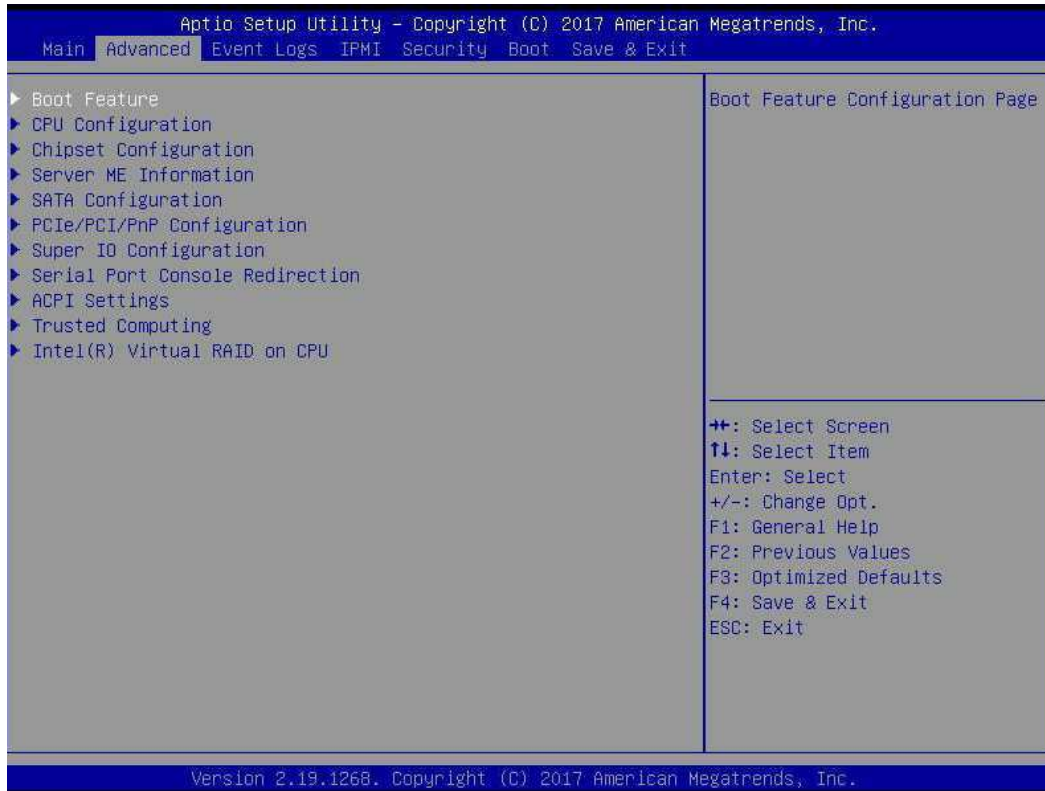 Aptio Setup Utility - Copyright (C) 2017 American Megatrends, Inc.
Main Advanced Event Logs IPMI Security Boot Save & Exit
▶ Boot Feature
▶ CPU Configuration
▶ Chipset Configuration
▶ Server ME Information
▶ SATA Configuration
▶ PCIe/PCI/PnP Configuration
▶ Super IO Configuration
▶ Serial Port Console Redirection
▶ ACPI Settings
▶ Trusted Computing
▶ Intel(R) Virtual RAID on CPU
Boot Feature Configuration Page
→←: Select Screen
↑↓: Select Item
Enter: Select
+/-: Change Opt.
F1: General Help
F2: Previous Values
F3: Optimized Defaults
F4: Save & Exit
ESC: Exit
Version 2.19.1268. Copyright (C) 2017 American Megatrends, Inc.